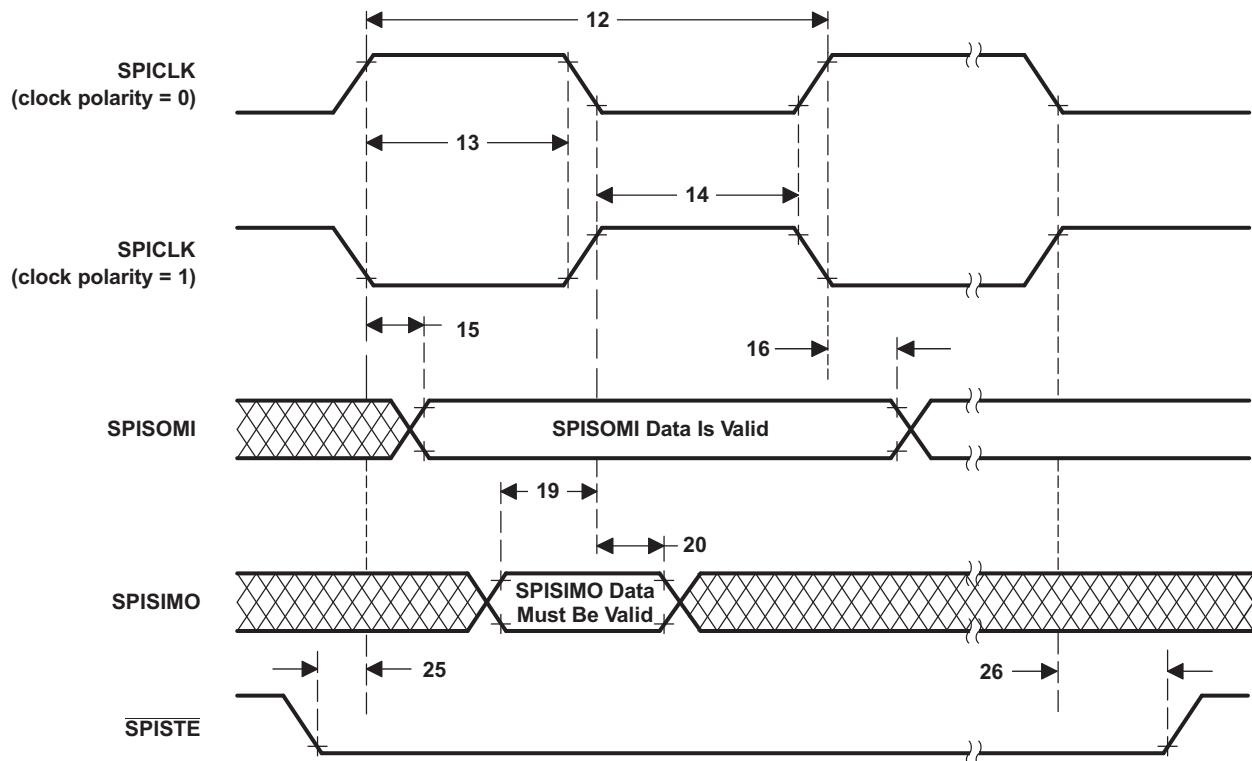 12
SPICLK
(clock polarity = 0)
13
14
SPICLK
(clock polarity = 1)
15
16
SPISOMI
SPISOMI Data Is Valid
19
20
SPISIMO
SPISIMO Data
Must Be Valid
25
26
SPISTE